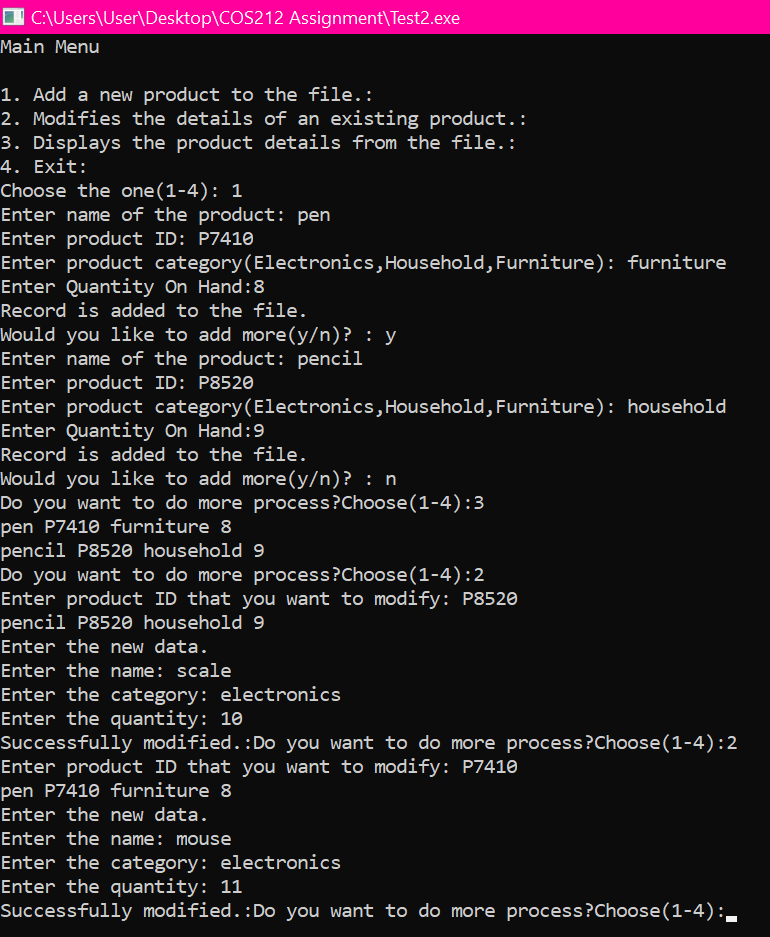 C:\Users\User\Desktop\COS212 Assignment\Test2.exe
Main Menu
1. Add a new product to the file.:
2. Modifies the details of an existing product.:
3. Displays the product details from the file.:
4. Exit:
Choose the one(1-4): 1
Enter name of the product: pen
Enter product ID: P7410
Enter product category(Electronics,Household,Furniture): furniture
Enter Quantity On Hand:8
Record is added to the file.
Would you like to add more(y/n)? : y
Enter name of the product: pencil
Enter product ID: P8520
Enter product category(Electronics,Household,Furniture): household
Enter Quantity On Hand:9
Record is added to the file.
Would you like to add more(y/n)? : n
Do you want to do more process?Choose(1-4):3
pen P7410 furniture 8
pencil P8520 household 9
Do you want to do more process?Choose(1-4):2
Enter product ID that you want to modify: P8520
pencil P8520 household 9
Enter the new data.
Enter the name: scale
Enter the category: electronics
Enter the quantity: 10
Successfully modified.:Do you want to do more process?Choose(1-4):2
Enter product ID that you want to modify: P7410
pen P7410 furniture 8
Enter the new data.
Enter the name: mouse
Enter the category: electronics
Enter the quantity: 11
Successfully modified.:Do you want to do more process?Choose(1-4):